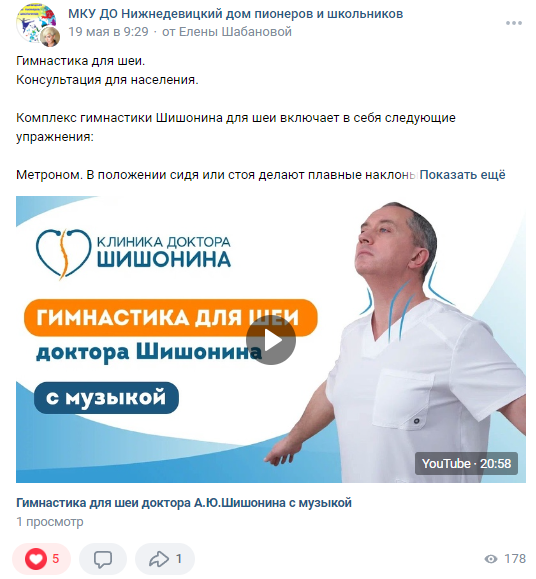 МКУ ДО Нижнедевицкий дом пионеров и школьников
19 мая в 9:29 · от Елены Шабановой
Гимнастика для шеи.
Консультация для населения.
Комплекс гимнастики Шишонина для шеи включает в себя следующие
упражнения:
Метроном. В положении сидя или стоя делают плавные наклоны Показать ещё
КЛИНИКА ДОКТОРА
ШИШОНИНА
ГИМНАСТИКА ДЛЯ ШЕИ
доктора Шишонина
с музыкой
YouTube · 20:58
Гимнастика для шеи доктора А.Ю.Шишонина с музыкой
1 просмотр
5
1
178